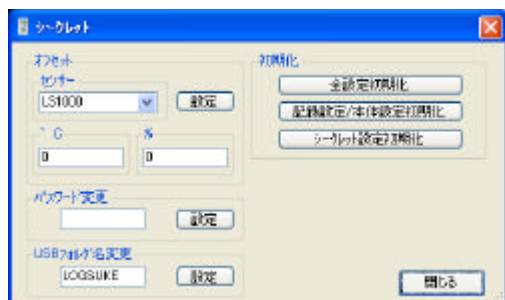 シークレット
オフセット
センサー
LS1000
設定
°C
%
0
0
パスワード変更
設定
USBフォルダ名変更
LOGSUKE
設定
初期化
全設定初期化
記録設定/本体設定初期化
シークレット設定初期化
閉じる